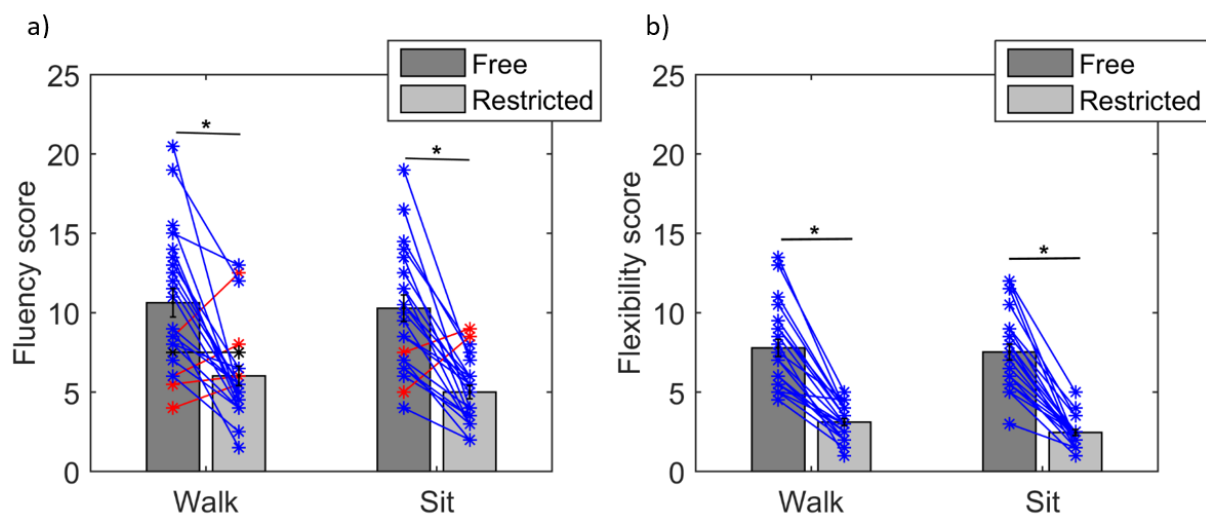 a)
Free
Restricted
25
20
15
10
5
0
Fluency score
*
*
Walk
Sit
b)
Free
Restricted
25
20
15
10
5
0
Flexibility score
*
*
Walk
Sit